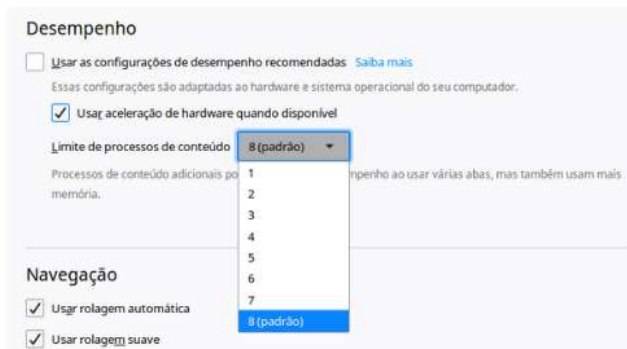 Desempenho
Usar as configurações de desempenho recomendadas Saiba mais
Essas configurações são adaptadas ao hardware e sistema operacional do seu computador.
Usar aceleração de hardware quando disponível
Limite de processos de conteúdo 8 (padrão)
Processos de conteúdo adicionais ao usar várias abas, mas também usam mais
memória.
1
2
3
4
5
6
7
8 (padrão)
Navegação
Usar rolagem automática
Usar rolagem suave